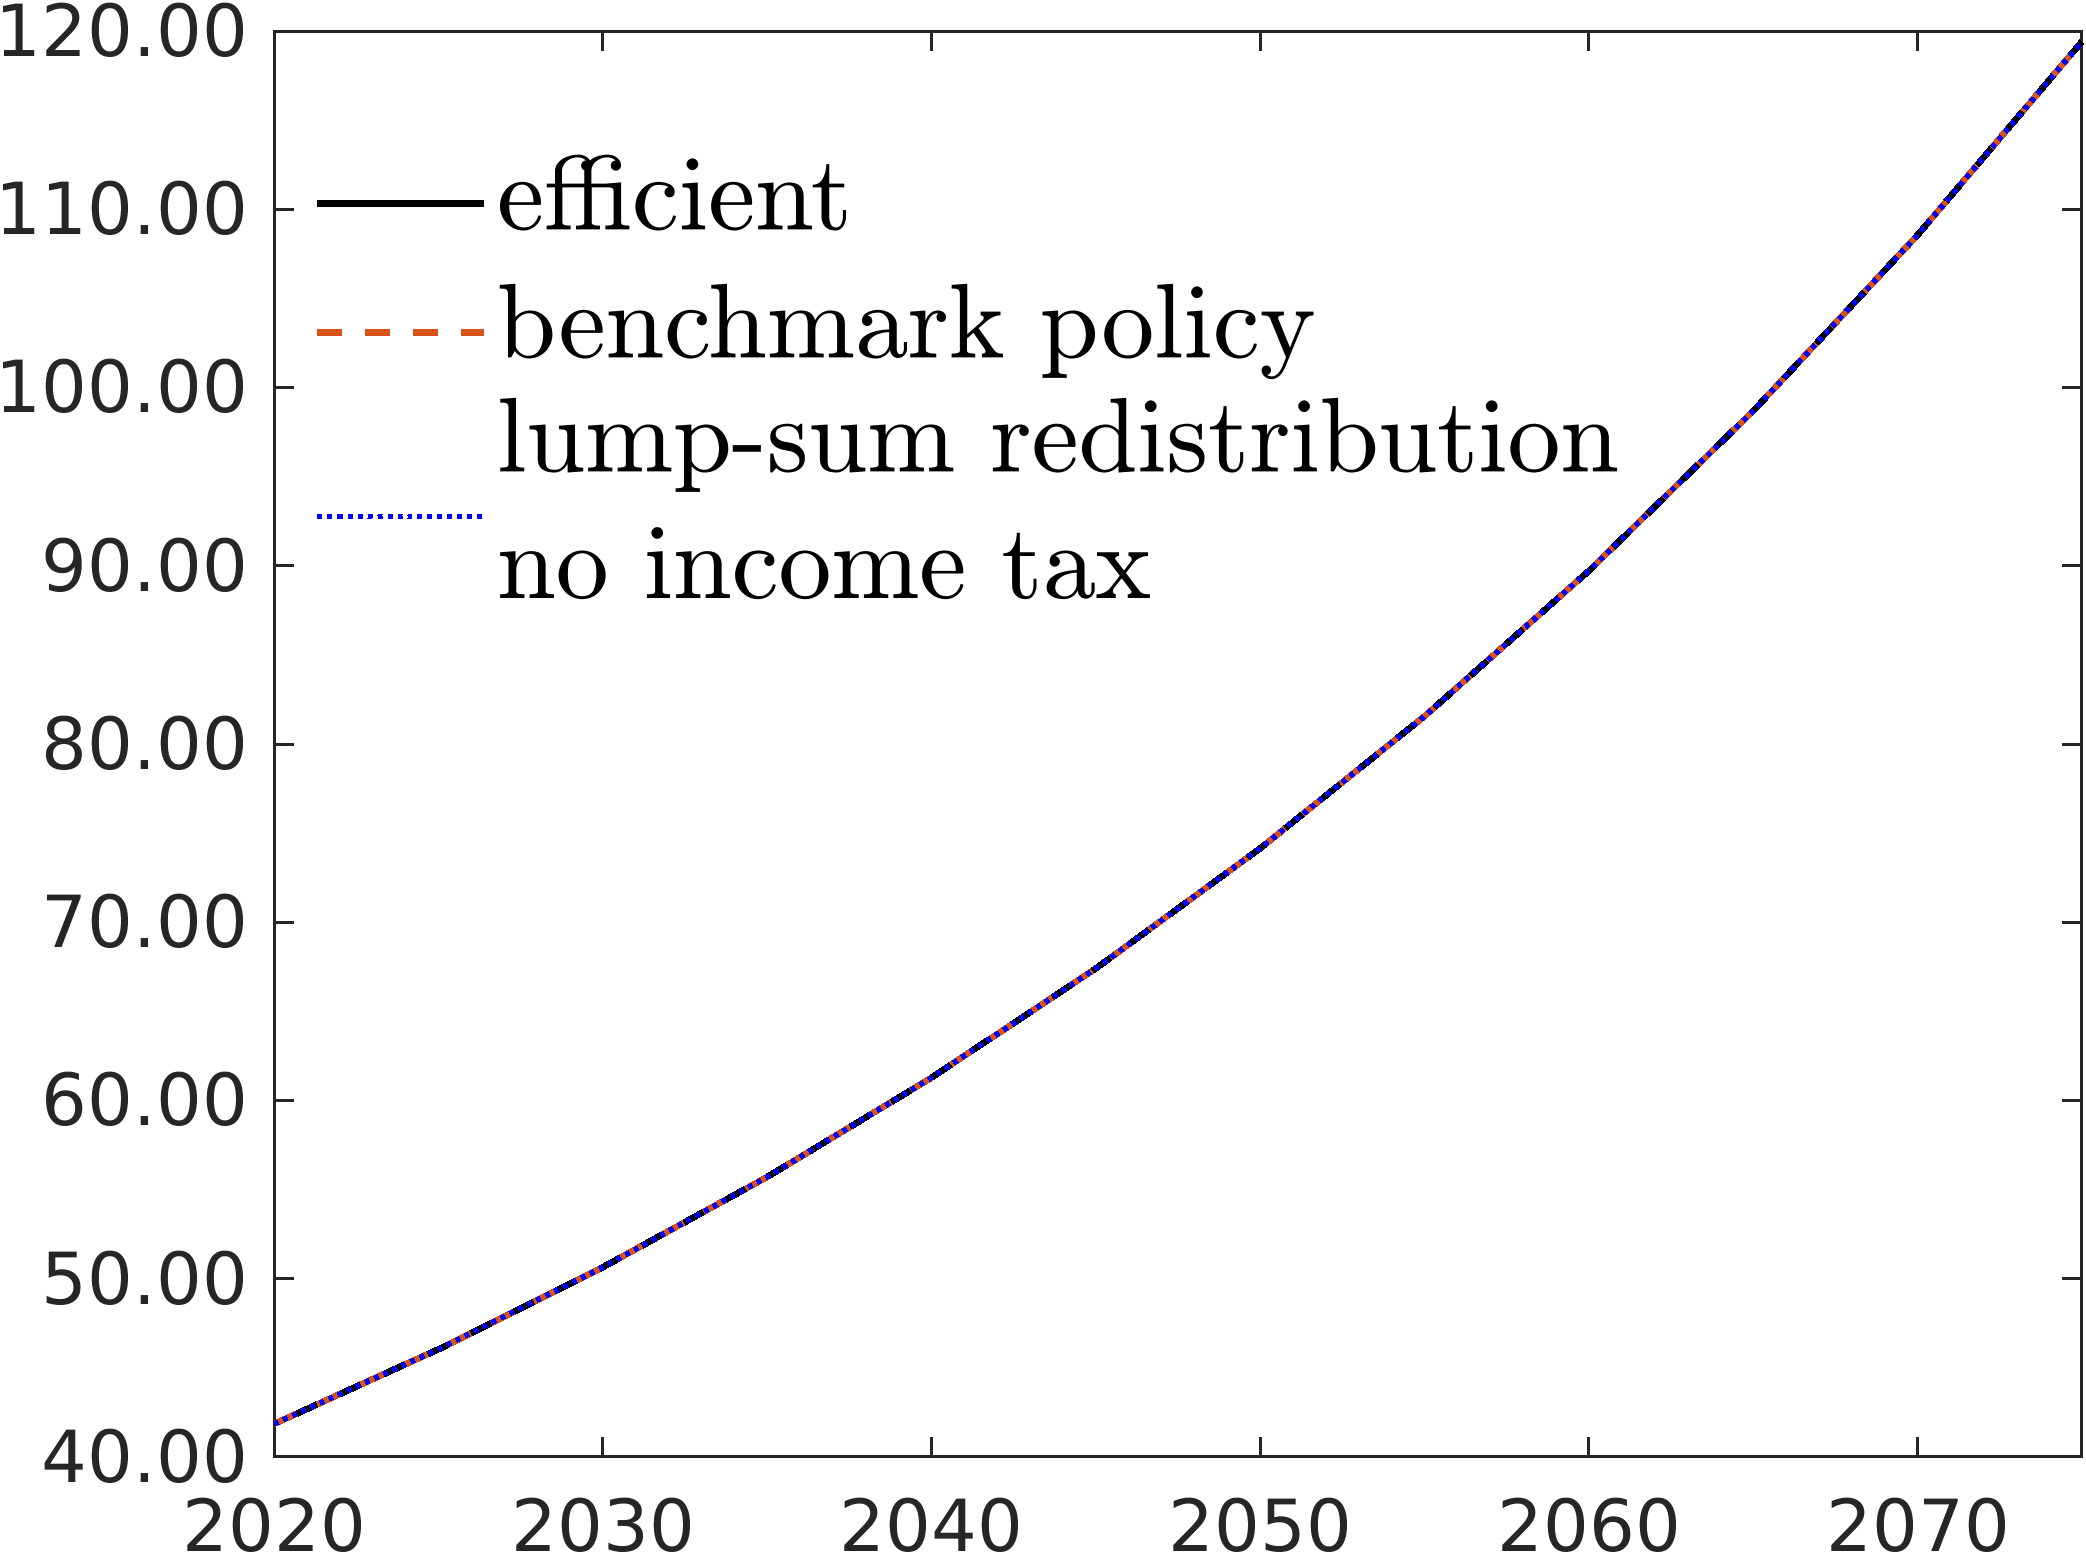 120.00
110.00
100.00
90.00
80.00
70.00
60.00
50.00
40.00
efficient
benchmark policy
lump-sum redistribution
no income tax
2020 2030 2040 2050 2060 2070